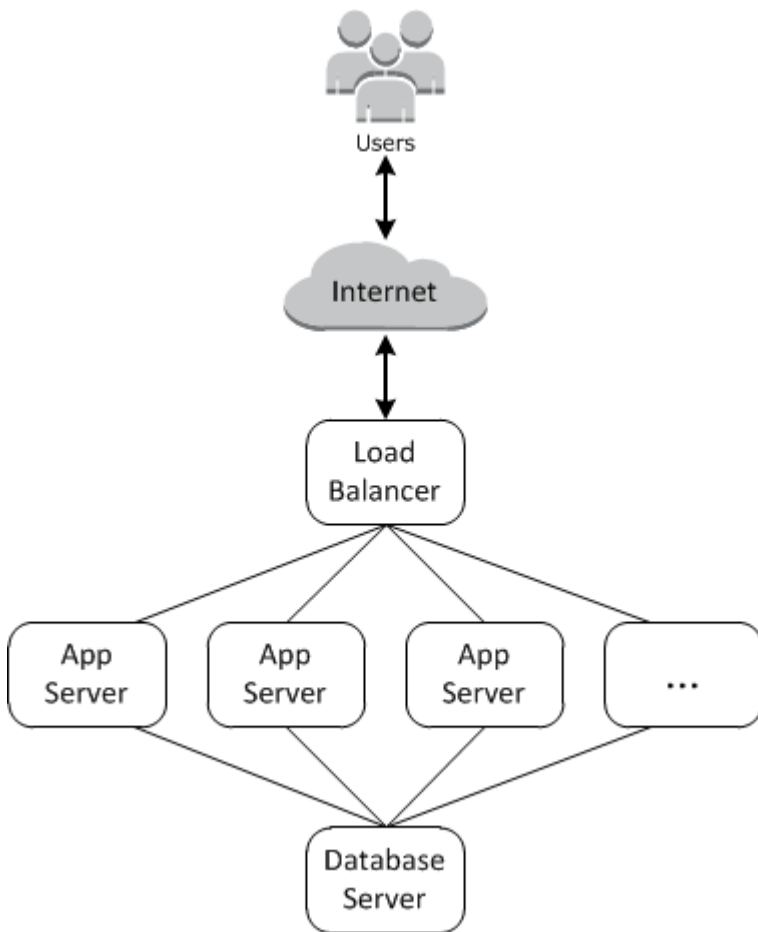 Users
Internet
Load
Balancer
App
Server
App
Server
App
Server
...
Database
Server